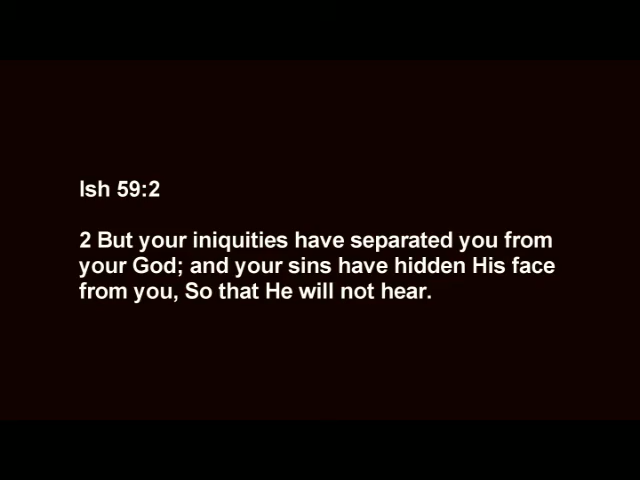 Ish 59:2
2 But your iniquities have separated you from
your God; and your sins have hidden His face
from you, So that He will not hear.